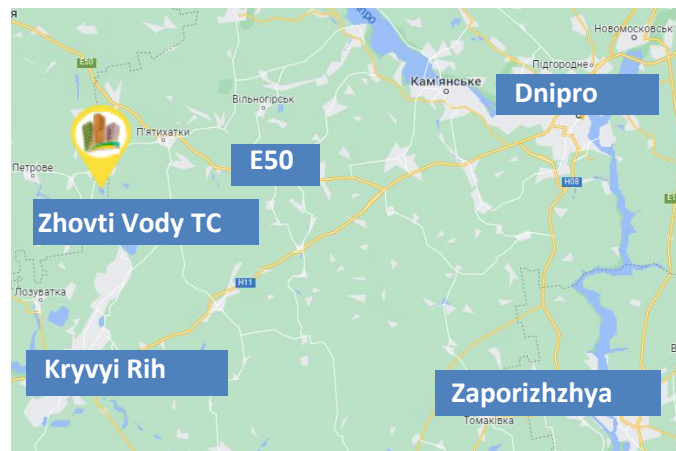 Новомосковськ
E50
Підгородне
Кам'янське
Dnipro
Вільногірськ
П'ятихатки
E50
Петрове
H08
Zhovti Vody TC
H11
Лозуватка
Kryvyi Rih
Zaporizhzhya
Томаківка